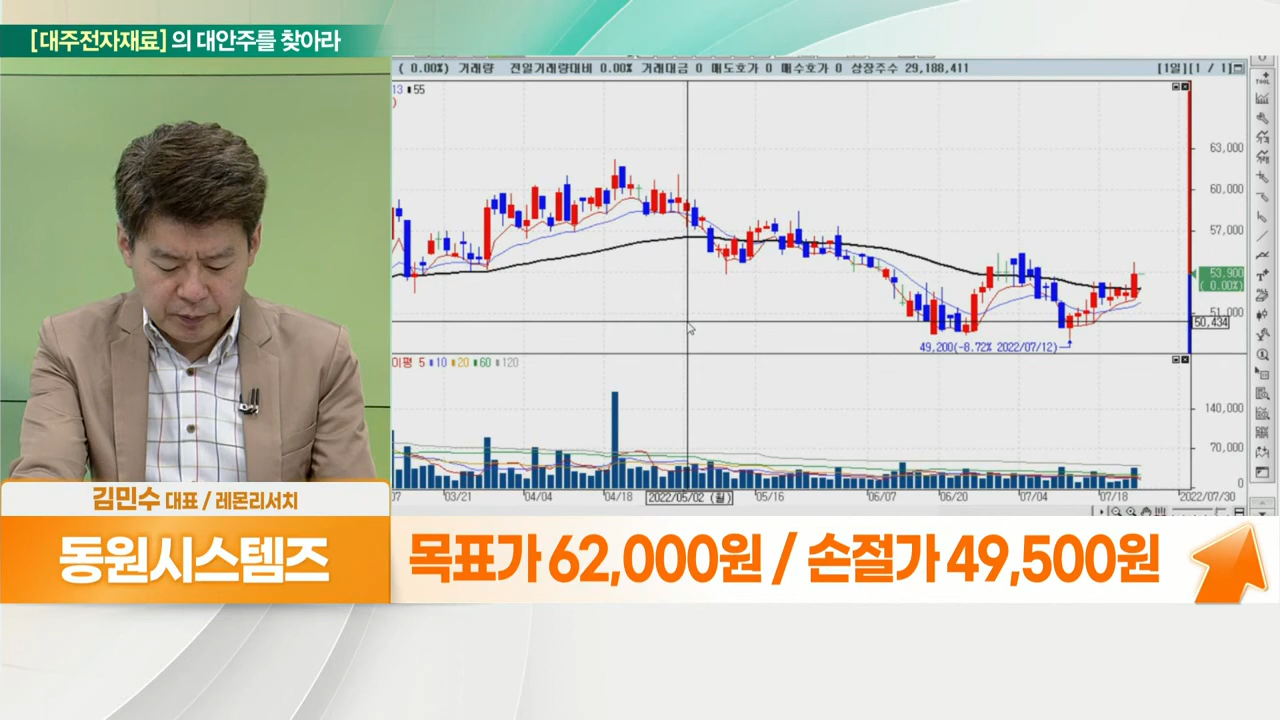 [대주전자재료]의 대안주를 찾아라
( 0.00%) 거래량 전일거래량대비 0.00% 거래대금 0 매도호가 0 매수호가 0 상장주수 29,188,411
[1일][1 / 1]
13 55
63,000
60,000
57,000
53,900
( 0.00%)
51,000
50,434
49,200(-8.72% 2022/07/12)
이평 5 10 20 60 120
140,000
70,000
0
07 03/21 04/04 04/18 2022/05/02 (월) 05/16 06/07 06/20 07/04 07/18 2022/07/30
김민수 대표 / 레몬리서치
동원시스템즈
목표가 62,000원 / 손절가 49,500원